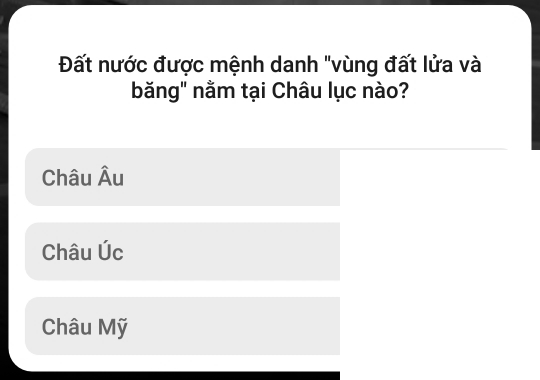 Đất nước được mệnh danh "vùng đất lửa và
băng" nằm tại Châu lục nào?
Châu Âu
Châu Úc
Châu Mỹ